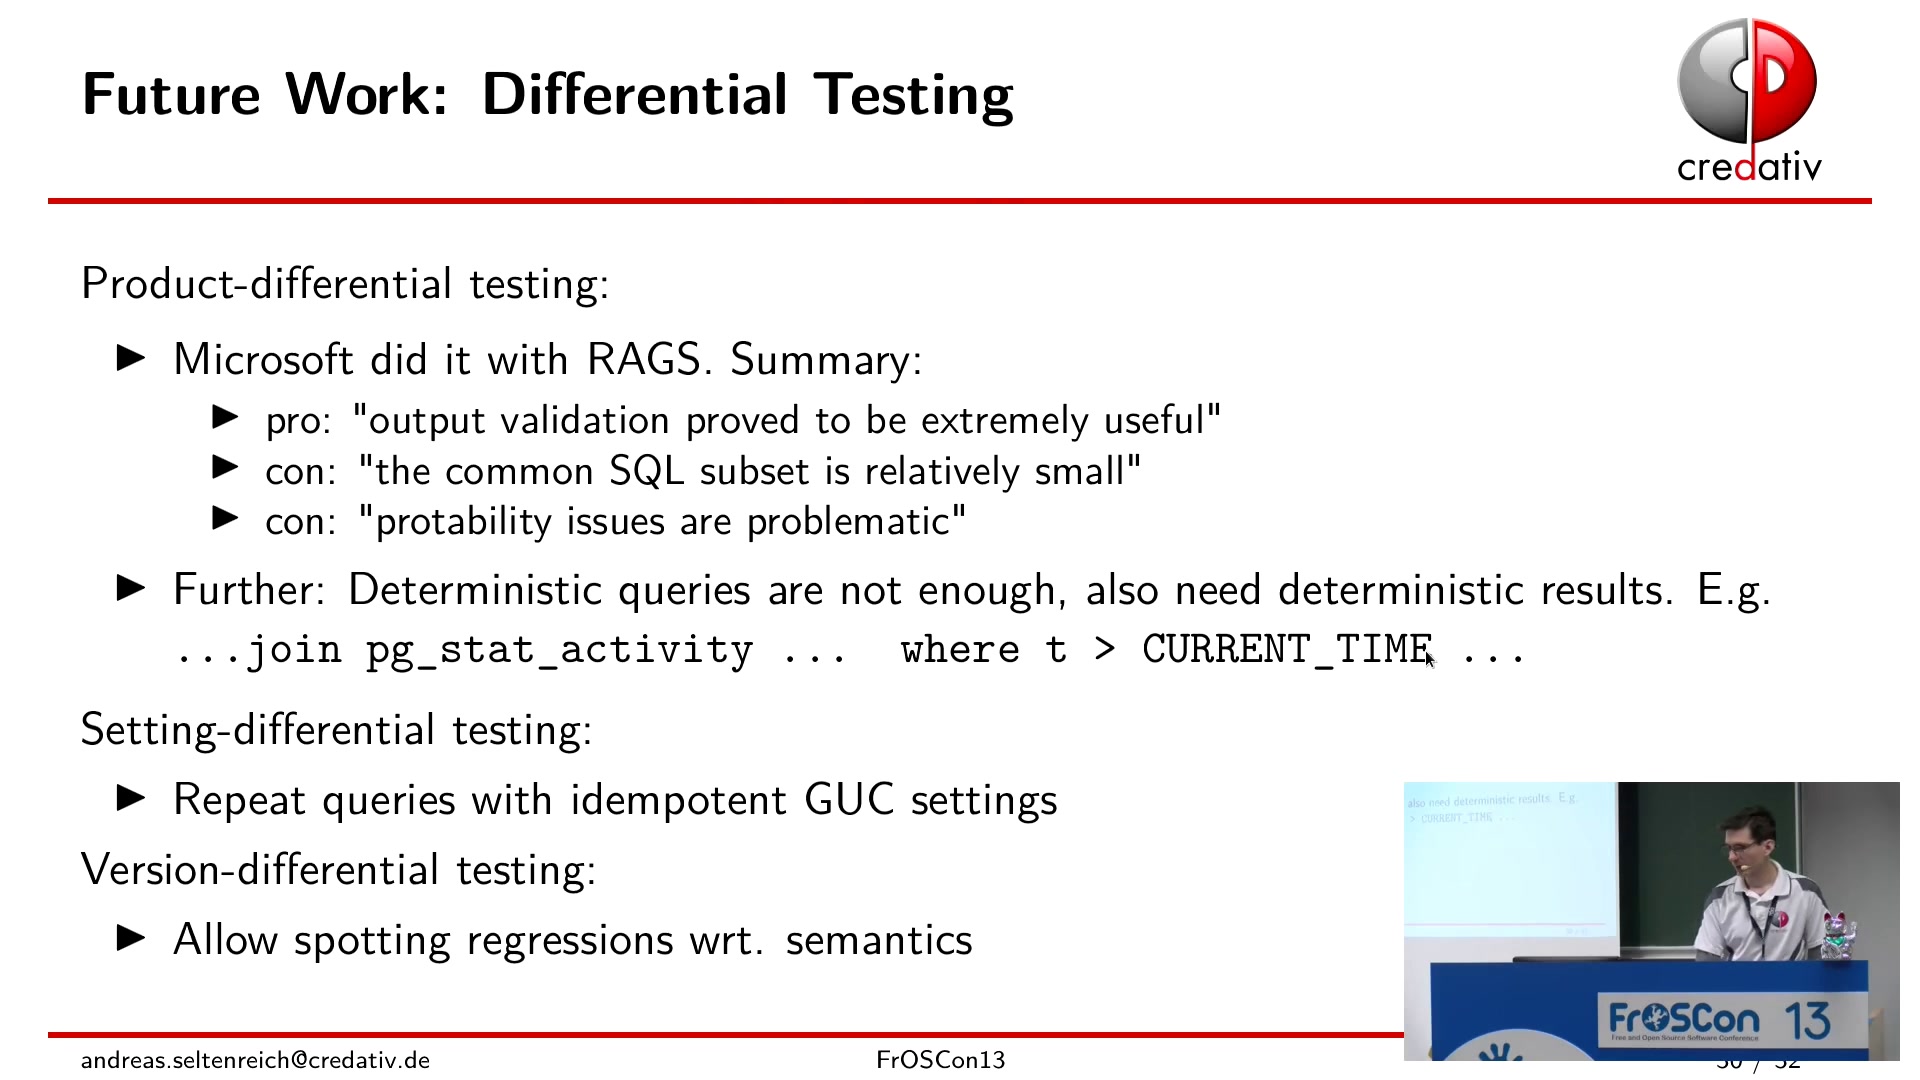 Future Work: Differential Testing
credativ
Product-differential testing:
▶ Microsoft did it with RAGS. Summary:
▶ pro: "output validation proved to be extremely useful"
▶ con: "the common SQL subset is relatively small"
▶ con: "protability issues are problematic"
▶ Further: Deterministic queries are not enough, also need deterministic results. E.g.
...join pg_stat_activity ... where t > CURRENT_TIME ...
Setting-differential testing:
▶ Repeat queries with idempotent GUC settings
Version-differential testing:
▶ Allow spotting regressions wrt. semantics
also need deterministic results. E.g.
> CURRENT_TIME ...
FrOSCon 13
Free and Open Source Software Conference
andreas.seltenreich@credativ.de
FrOSCon13